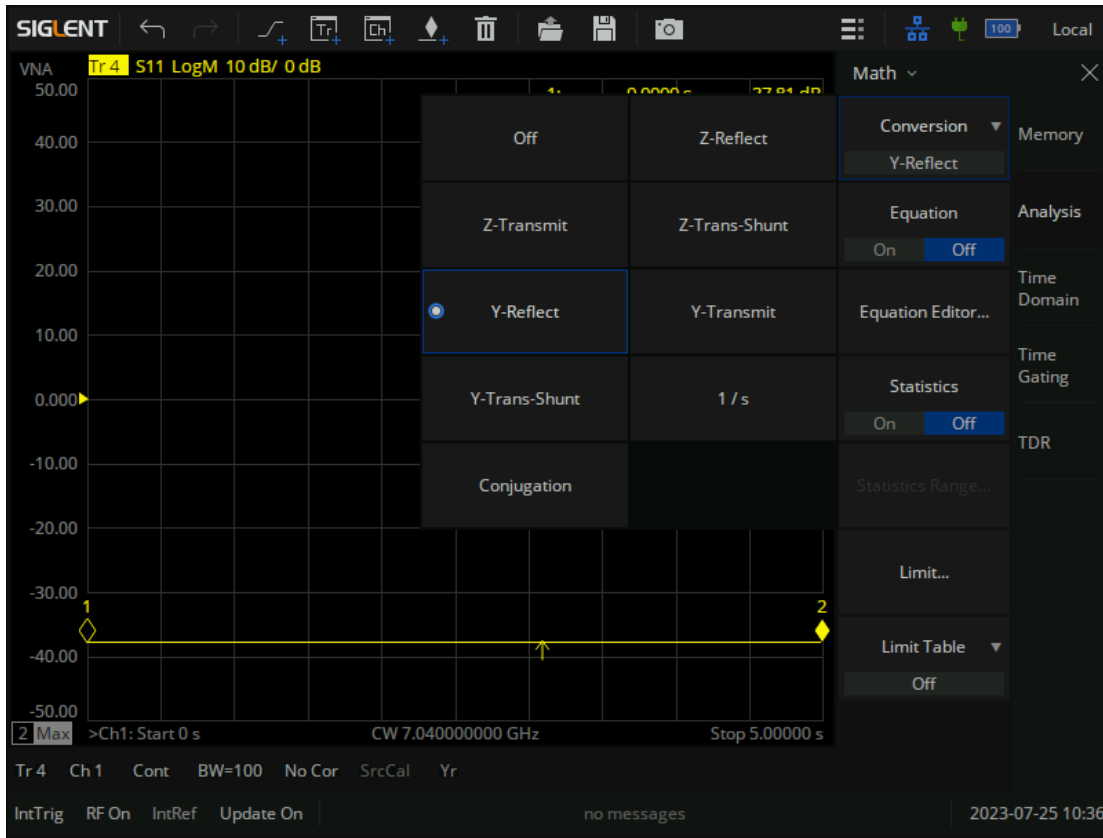 SIGLENT Tr Ch 100 Local
VNA Tr 4 S11 LogM 10 dB/ 0 dB
Math
50.00
40.00
30.00
20.00
10.00
0.000
-10.00
-20.00
-30.00
-40.00
-50.00
Off Z-Reflect
Z-Transmit Z-Trans-Shunt
Y-Reflect Y-Transmit
Y-Trans-Shunt 1 / s
Conjugation
Conversion
Y-Reflect
Equation
On Off
Equation Editor...
Statistics
On Off
Statistics Range...
Limit...
Limit Table
Off
Memory
Analysis
Time
Domain
Time
Gating
TDR
1 2
2 Max >Ch1: Start 0 s CW 7.040000000 GHz Stop 5.00000 s
Tr 4 Ch 1 Cont BW=100 No Cor SrcCal Yr
IntTrig RF On IntRef Update On no messages 2023-07-25 10:36